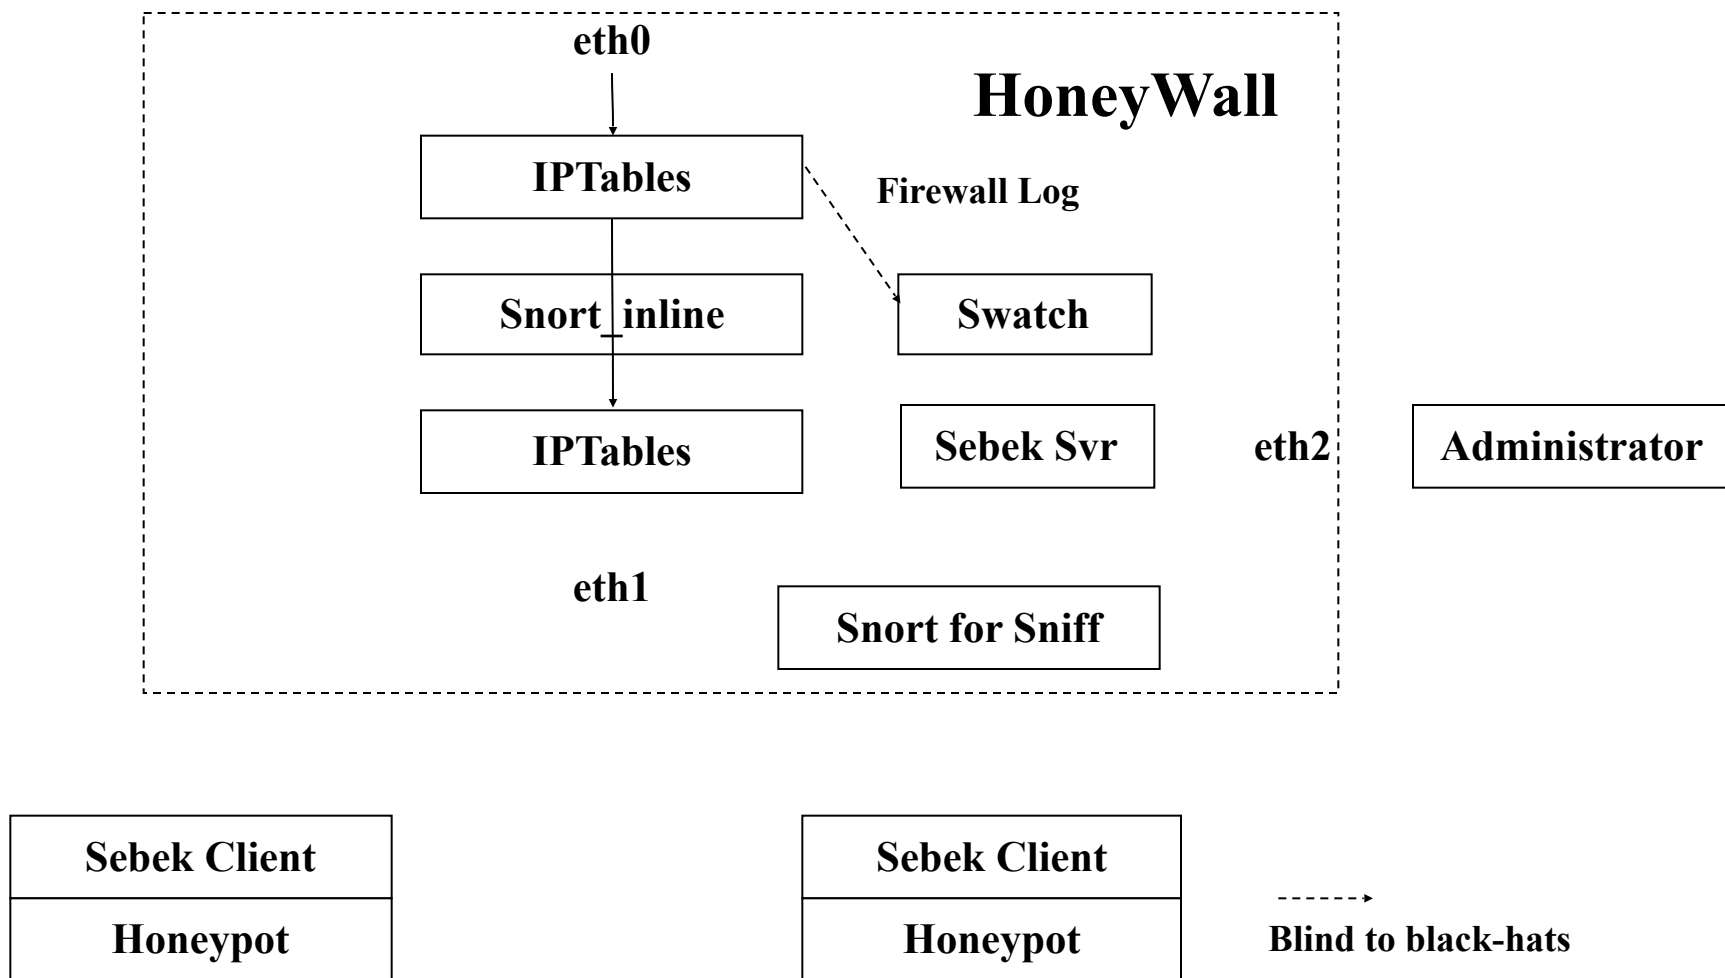 eth0
HoneyWall
IPTables
Firewall Log
Snort_inline
Swatch
IPTables
Sebek Svr
eth2
Administrator
eth1
Snort for Sniff
Sebek Client
Sebek Client
Honeypot
Honeypot
Blind to black-hats